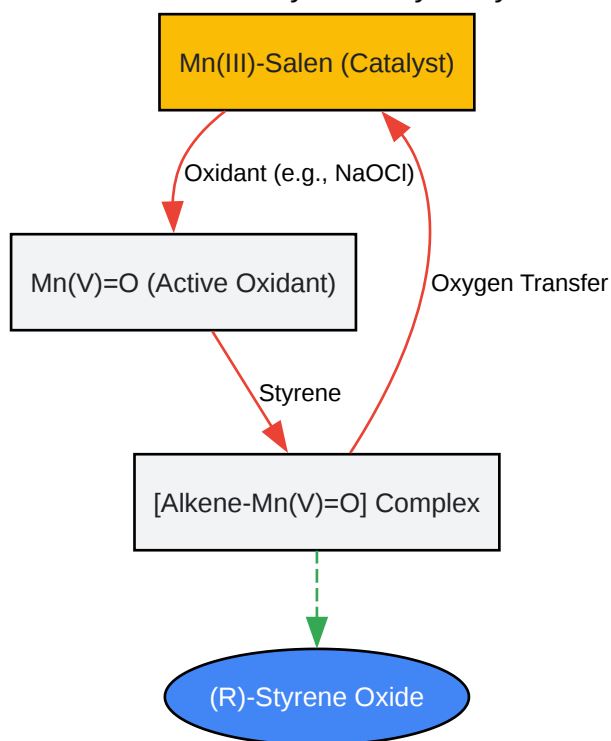 Mn(III)-Salen (Catalyst)
Oxidant (e.g., NaOCl)
Mn(V)=O (Active Oxidant)
Oxygen Transfer
Styrene
[Alkene-Mn(V)=O] Complex
(R)-Styrene Oxide